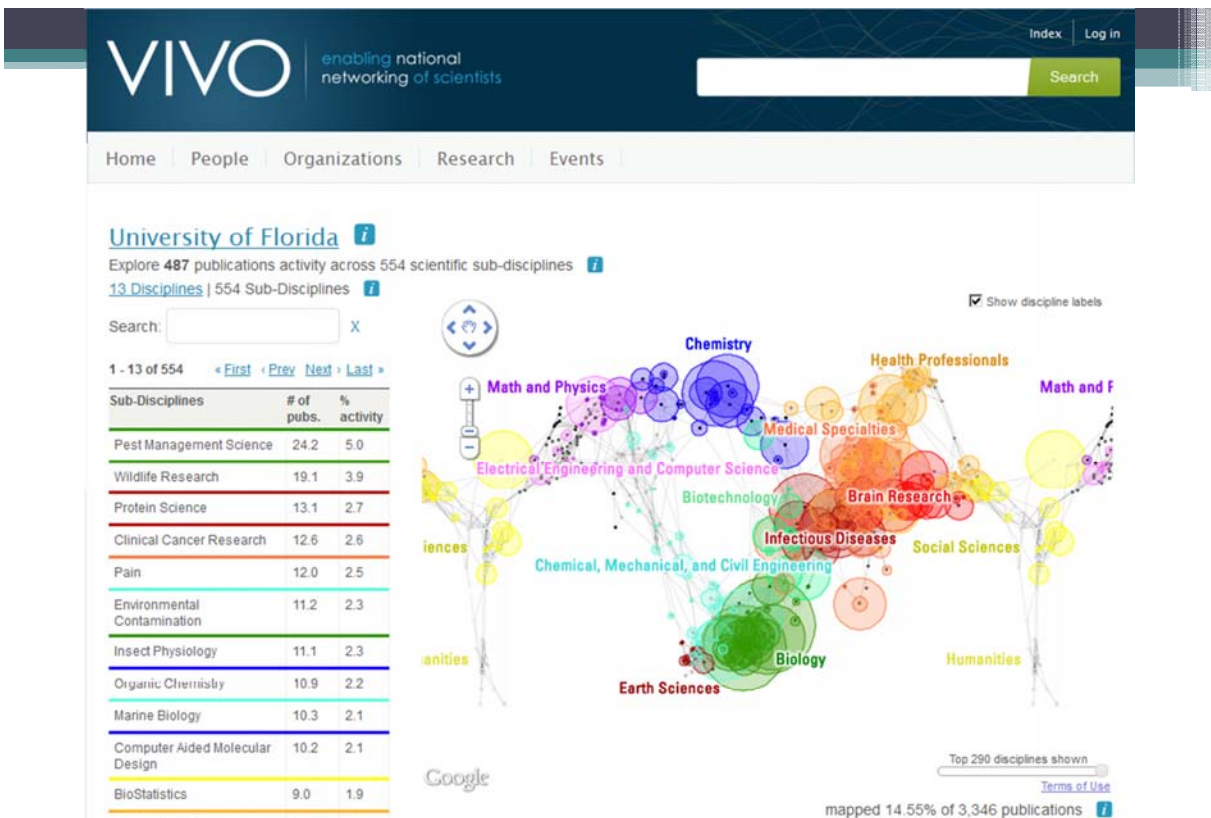 VIVO
enabling national
networking of scientists
Index
Log in
Search
Home People Organizations Research Events
University of Florida i
Explore 487 publications activity across 554 scientific sub-disciplines i
13 Disciplines | 554 Sub-Disciplines i
Search: X
1 - 13 of 554 « First ‹ Prev Next › Last »
Sub-Disciplines # of pubs. % activity
Pest Management Science 24.2 5.0
Wildlife Research 19.1 3.9
Protein Science 13.1 2.7
Clinical Cancer Research 12.6 2.6
Pain 12.0 2.5
Environmental
Contamination 11.2 2.3
Insect Physiology 11.1 2.3
Organic Chemistry 10.9 2.2
Marine Biology 10.3 2.1
Computer Aided Molecular
Design 10.2 2.1
BioStatistics 9.0 1.9
Show discipline labels
Chemistry
Health Professionals
Math and Physics
Math and P
Medical Specialties
Electrical Engineering and Computer Science
Biotechnology
Brain Research
Infectious Diseases
iences
Social Sciences
Chemical, Mechanical, and Civil Engineering
anities
Biology
Humanities
Earth Sciences
Google
Top 290 disciplines shown
Terms of Use
mapped 14.55% of 3,346 publications i